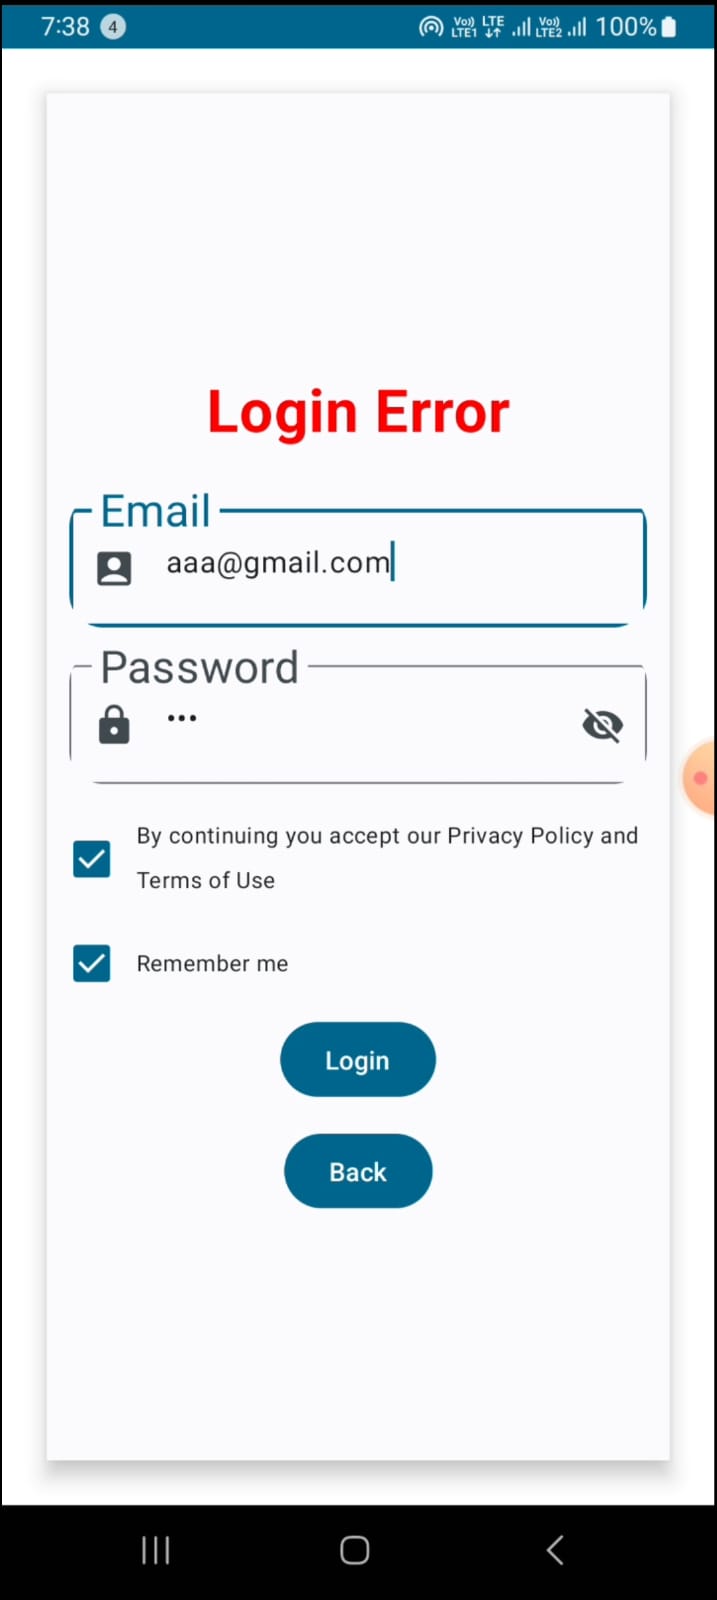 7:38 4 Vo)) LTE1 LTE Vo)) LTE2 100%
Login Error
Email
aaa@gmail.com
Password
•••
By continuing you accept our Privacy Policy and
Terms of Use
Remember me
Login
Back